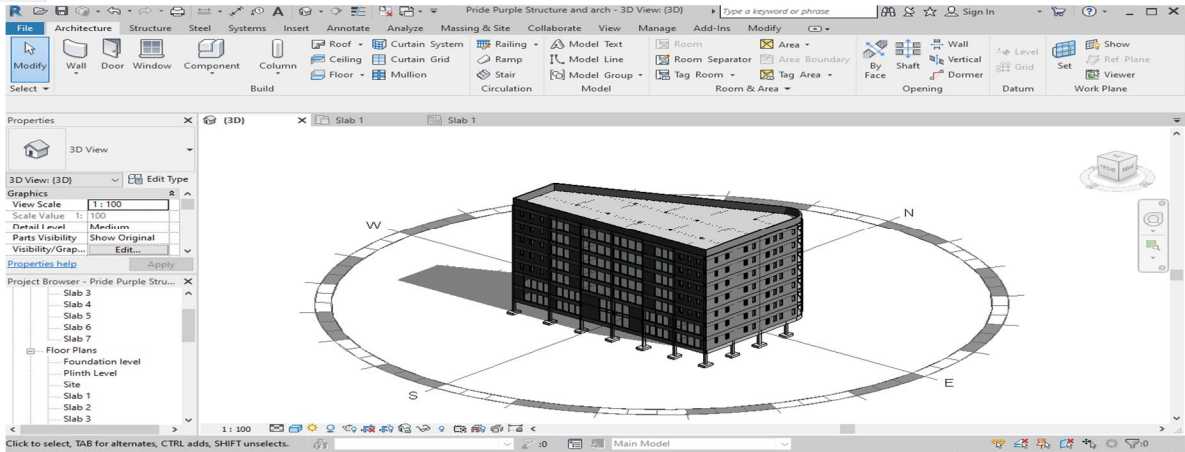 Pride Purple Structure and arch - 3D View: {3D}
Type a keyword or phrase
Sign In
File Architecture Structure Steel Systems Insert Annotate Analyze Massing & Site Collaborate View Manage Add-Ins Modify
Modify Wall Door Window Component Column
Roof Curtain System Railing Model Text Room Area Wall Level Show
Ceiling Curtain Grid Ramp Model Line Room Separator Area Boundary By Face Shaft Vertical Grid Set Ref Plane
Floor Mullion Stair Model Group Tag Room Tag Area Dormer Viewer
Select Build Circulation Model Room & Area Opening Datum Work Plane
Properties {3D} Slab 1 Slab 1
3D View
3D View: {3D} Edit Type
Graphics
View Scale 1 : 100
Scale Value 1: 100
Detail Level Medium
Parts Visibility Show Original
Visibility/Grap... Edit...
Properties help Apply
Project Browser - Pride Purple Stru...
Slab 3
Slab 4
Slab 5
Slab 6
Slab 7
Floor Plans
Foundation level
Plinth Level
Site
Slab 1
Slab 2
Slab 3
W
N
S
E
1 : 100
Click to select, TAB for alternates, CTRL adds, SHIFT unselects. :0 Main Model :0